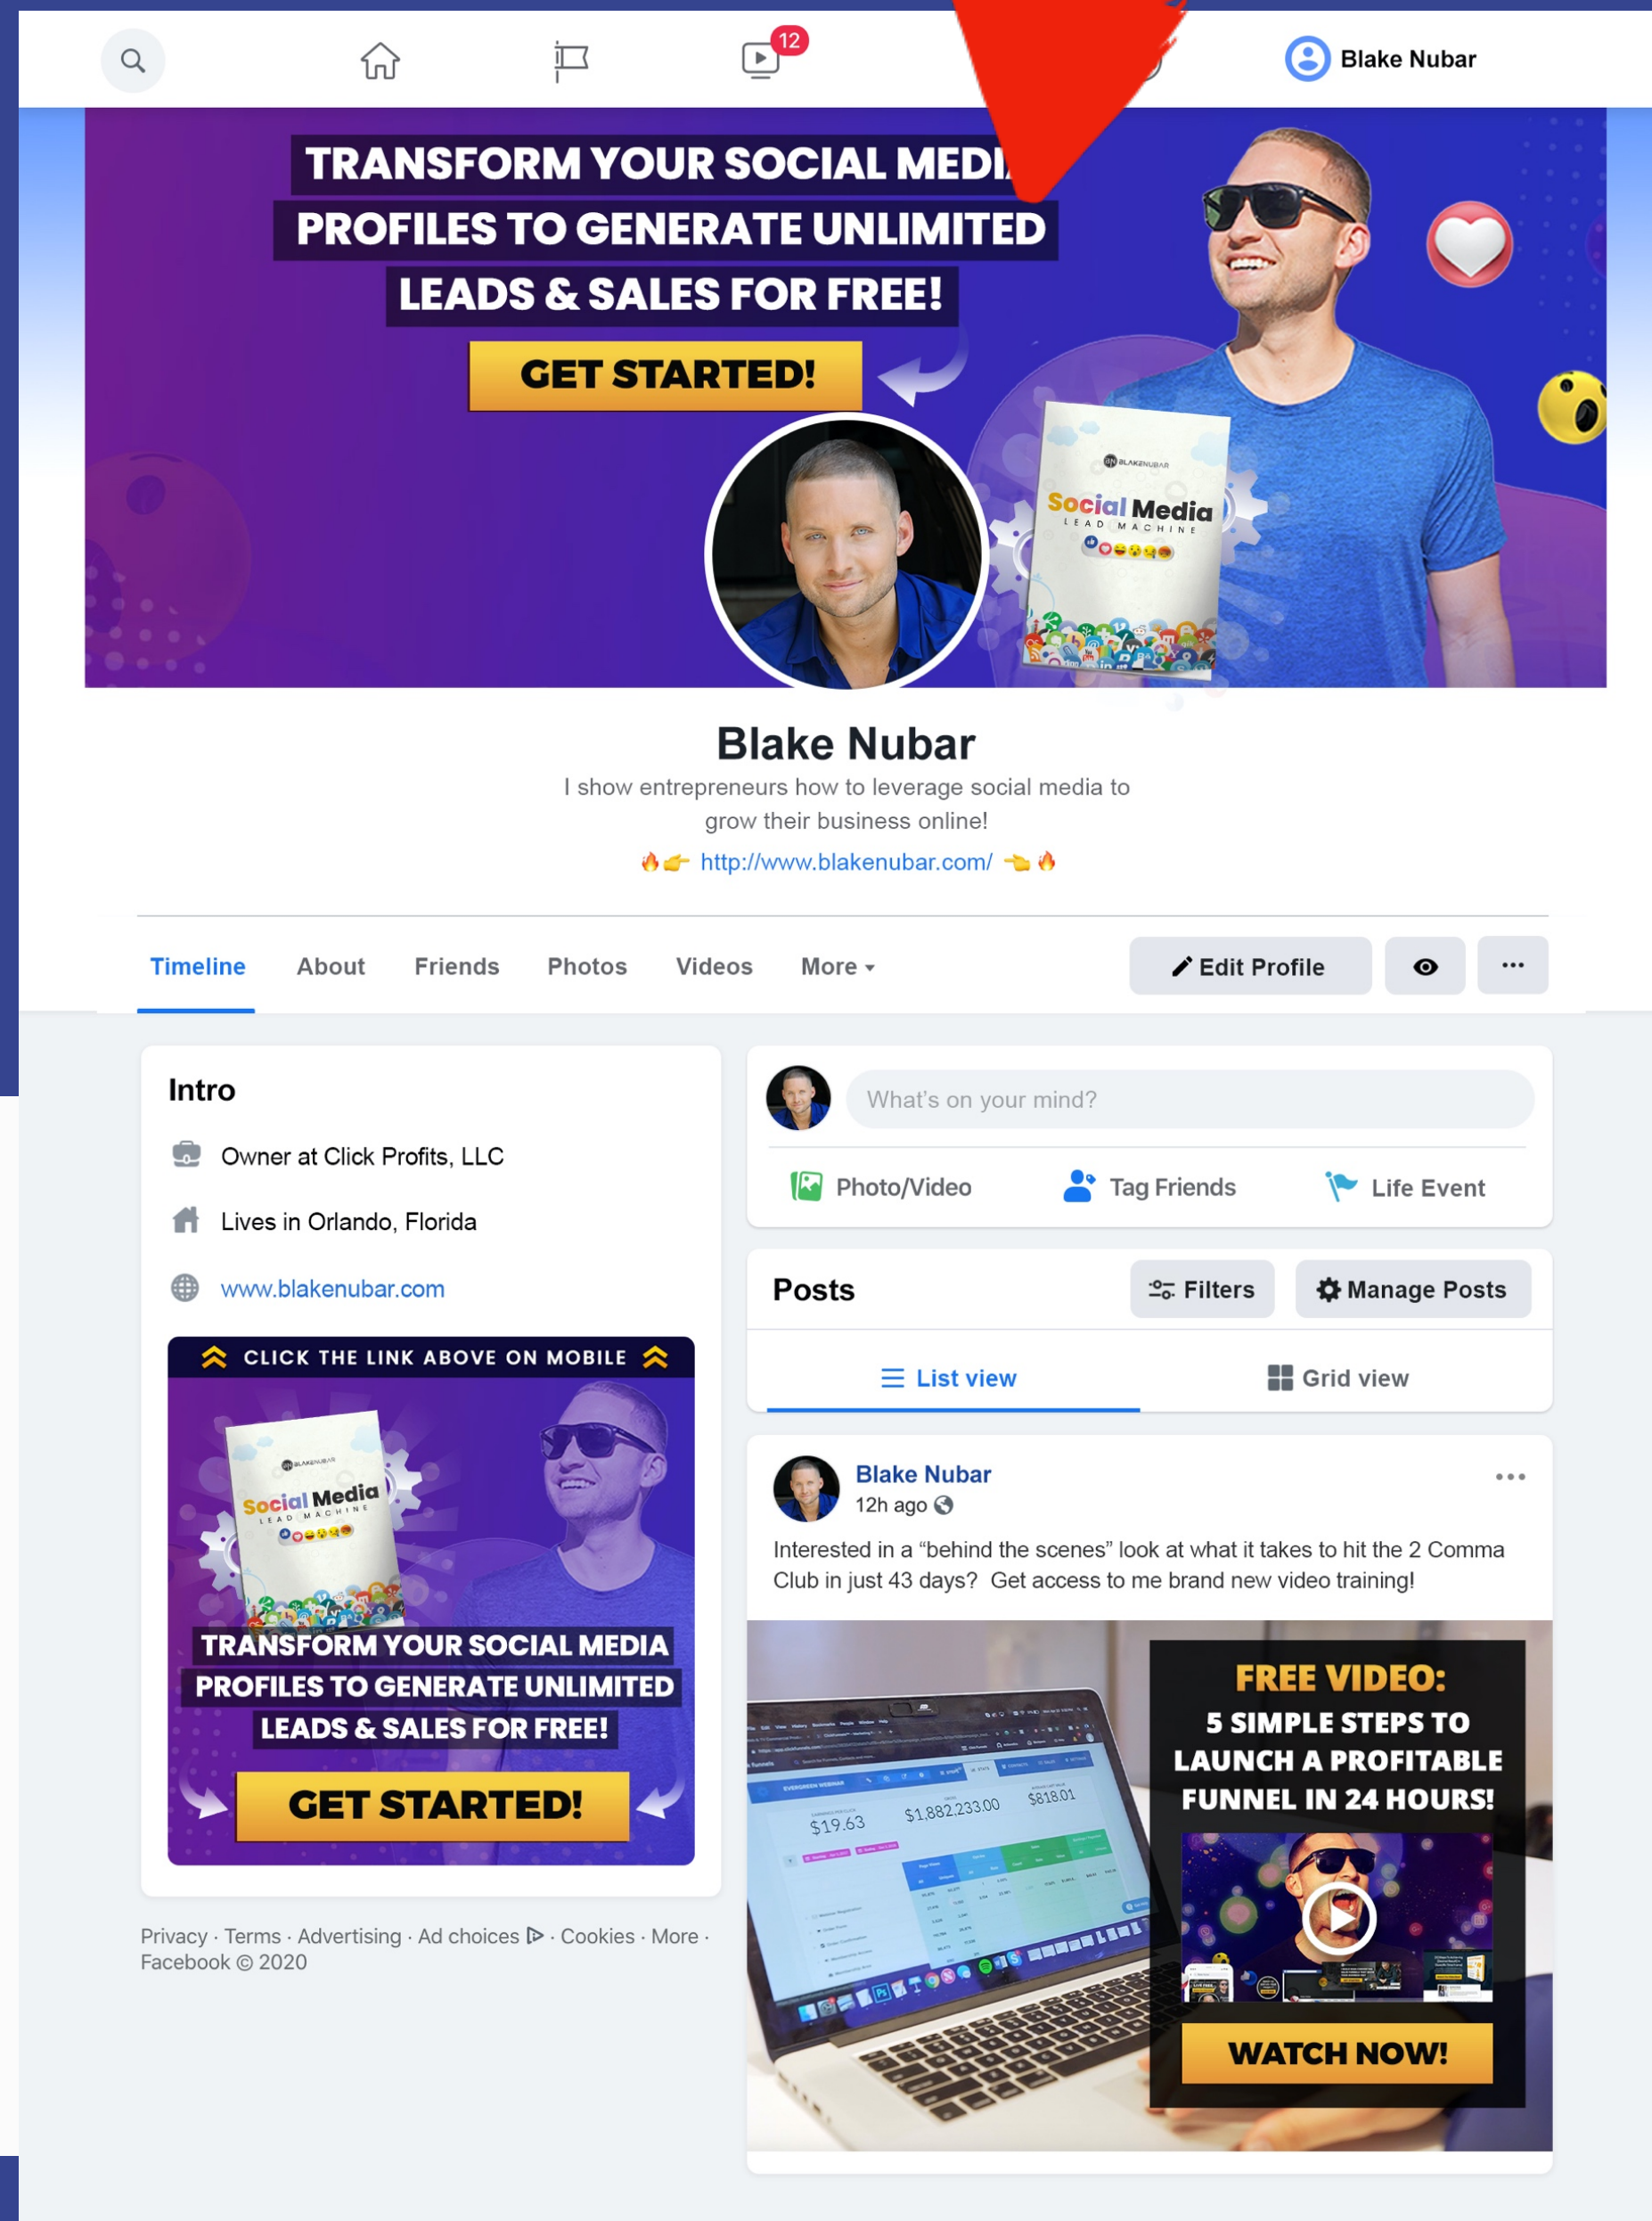 12
Blake Nubar
TRANSFORM YOUR SOCIAL MEDI
PROFILES TO GENERATE UNLIMITED
LEADS & SALES FOR FREE!
GET STARTED!
BN BLAKENUBAR
Social Media
LEAD MACHINE
Blake Nubar
I show entrepreneurs how to leverage social media to
grow their business online!
http://www.blakenubar.com/
Timeline About Friends Photos Videos More
Edit Profile
Intro
Owner at Click Profits, LLC
Lives in Orlando, Florida
www.blakenubar.com
CLICK THE LINK ABOVE ON MOBILE
BLAKENUBAR
Social Media
LEAD MACHINE
TRANSFORM YOUR SOCIAL MEDIA
PROFILES TO GENERATE UNLIMITED
LEADS & SALES FOR FREE!
GET STARTED!
Privacy · Terms · Advertising · Ad choices · Cookies · More ·
Facebook © 2020
What's on your mind?
Photo/Video Tag Friends Life Event
Posts Filters Manage Posts
List view Grid view
Blake Nubar
12h ago
Interested in a “behind the scenes” look at what it takes to hit the 2 Comma
Club in just 43 days? Get access to me brand new video training!
EVERGREEN WEBINAR
$19.63 $1,882,233.00 $818.01
FREE VIDEO:
5 SIMPLE STEPS TO
LAUNCH A PROFITABLE
FUNNEL IN 24 HOURS!
WATCH NOW!